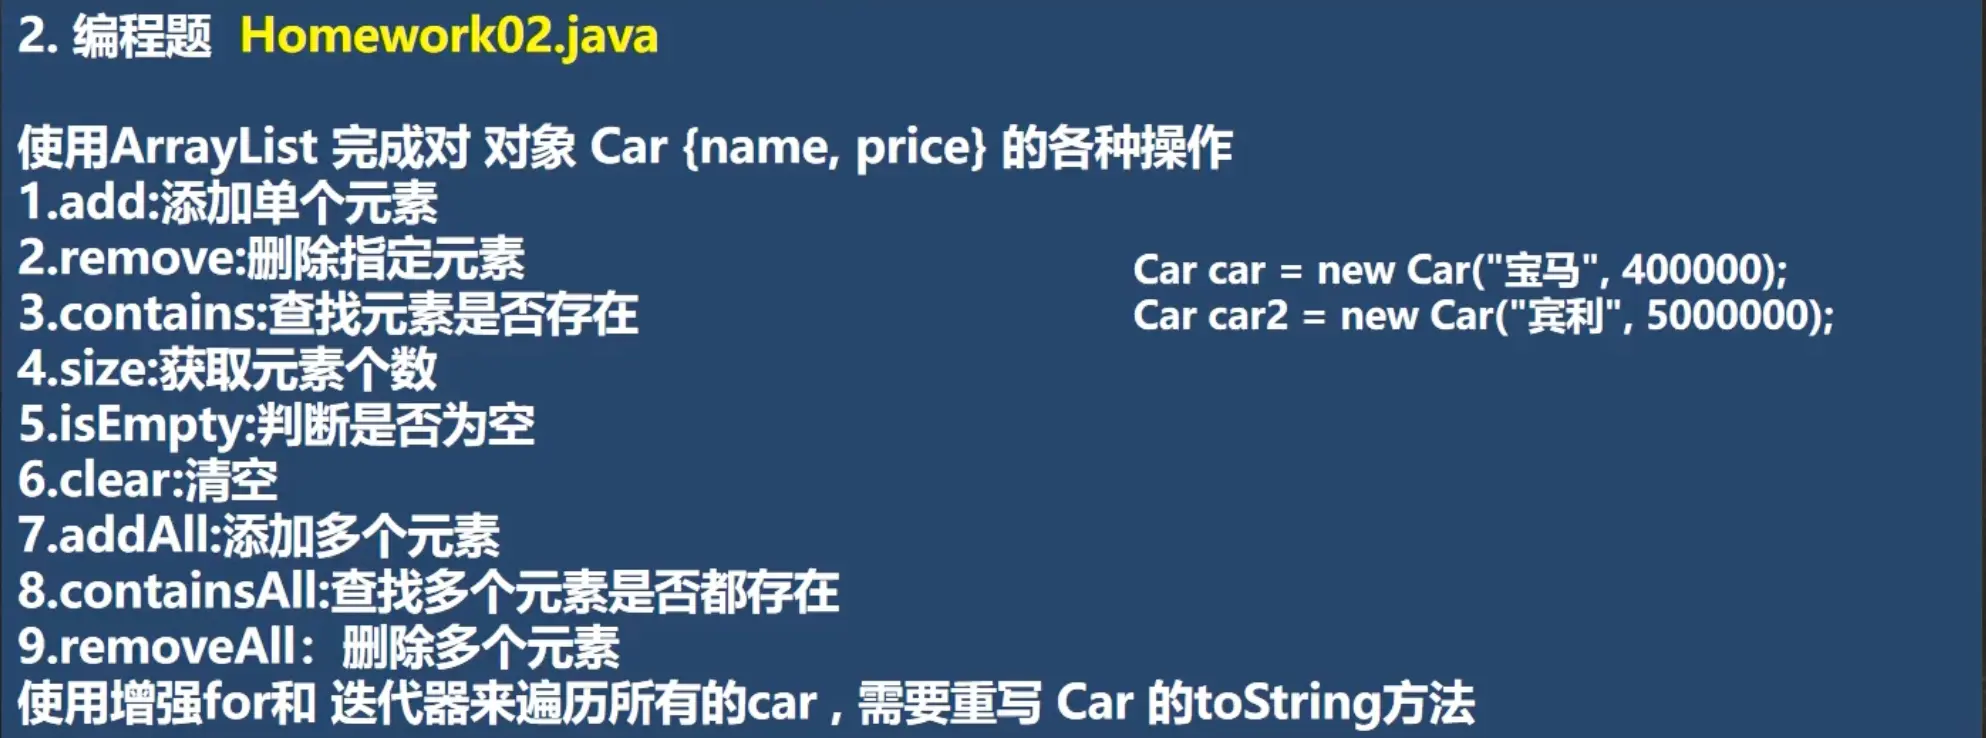 2. 编程题 Homework02.java
使用ArrayList 完成对 对象 Car {name, price} 的各种操作
1.add:添加单个元素
2.remove:删除指定元素
3.contains:查找元素是否存在
4.size:获取元素个数
5.isEmpty:判断是否为空
6.clear:清空
7.addAll:添加多个元素
8.containsAll:查找多个元素是否都存在
9.removeAll：删除多个元素
使用增强for和 迭代器来遍历所有的car , 需要重写 Car 的toString方法
Car car = new Car("宝马", 400000);
Car car2 = new Car("宾利", 5000000);